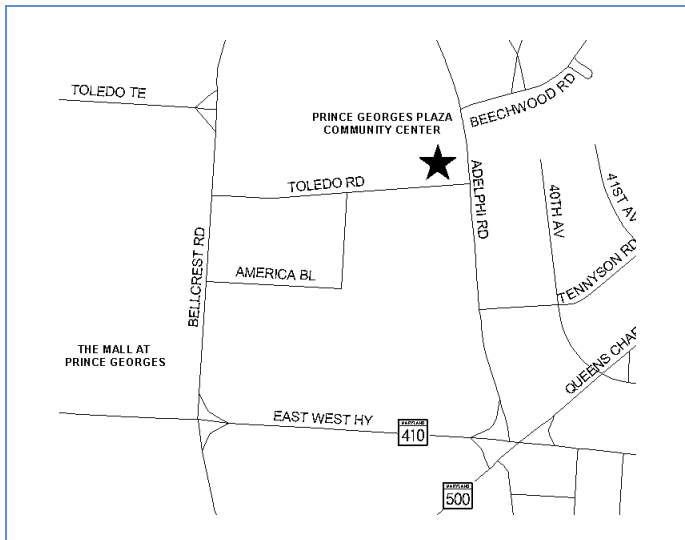 TOLEDO TE
PRINCE GEORGES PLAZA
COMMUNITY CENTER
BEECHWOOD RD
TOLEDO RD
ADELPHI RD
40TH AV
41ST AV
BELLCREST RD
AMERICA BL
TENNYSON RD
THE MALL AT
PRINCE GEORGES
QUEENS CHAP
EAST WEST HY
MARYLAND
410
MARYLAND
500